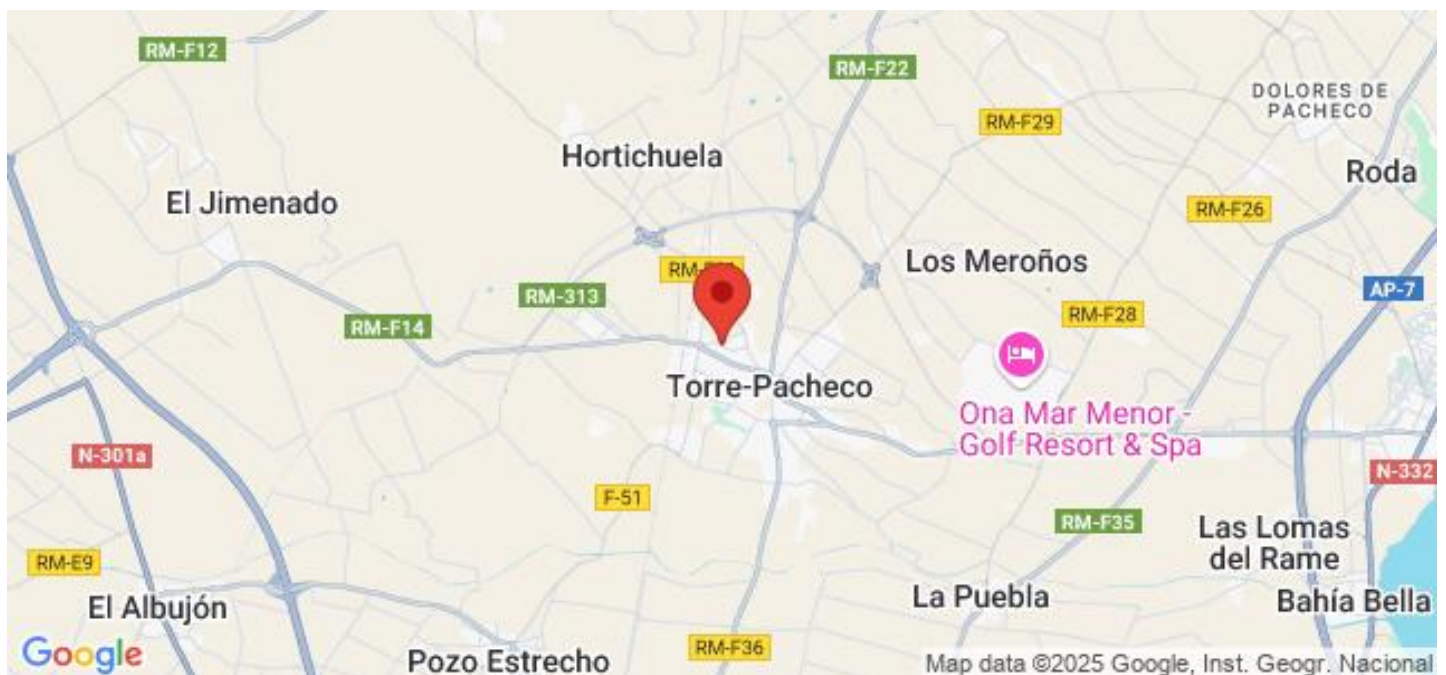 RM-F12
RM-F22
DOLORES DE
PACHECO
RM-F29
Hortichuela
Roda
El Jimenado
RM-F26
Los Meroños
AP-7
RM-313
RM-F28
RM-F14
Torre-Pacheco
Ona Mar Menor -
Golf Resort & Spa
N-301a
N-332
F-51
RM-F35
Las Lomas
del Rame
RM-E9
El Albujón
La Puebla
Bahía Bella
Google
Pozo Estrecho
RM-F36
Map data ©2025 Google, Inst. Geogr. Nacional